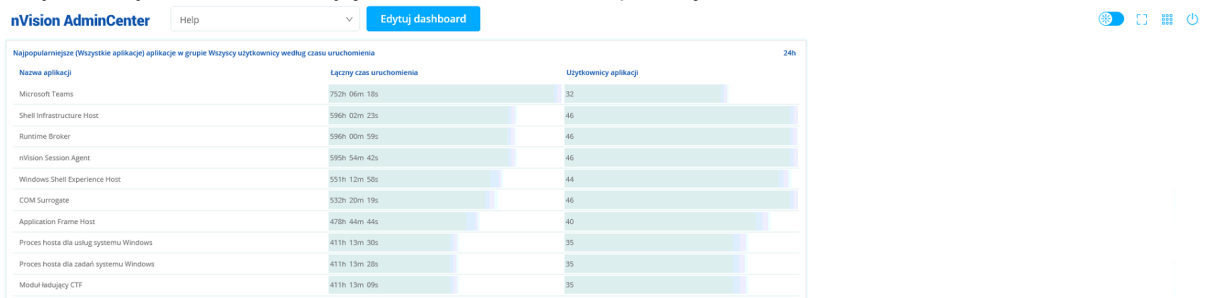 nVision AdminCenter Help Edytuj dashboard
Najpopularniejsze (Wszystkie aplikacje) aplikacje w grupie Wszyscy użytkownicy według czasu uruchomienia 24h
Nazwa aplikacji Łączny czas uruchomienia Użytkownicy aplikacji
Microsoft Teams 752h 06m 18s 32
Shell Infrastructure Host 596h 02m 23s 46
Runtime Broker 596h 00m 59s 46
nVision Session Agent 595h 54m 42s 46
Windows Shell Experience Host 551h 12m 58s 44
COM Surrogate 532h 20m 19s 46
Application Frame Host 478h 44m 44s 40
Proces hosta dla usług systemu Windows 411h 13m 30s 35
Proces hosta dla zadań systemu Windows 411h 13m 28s 35
Moduł ładujący CTF 411h 13m 09s 35